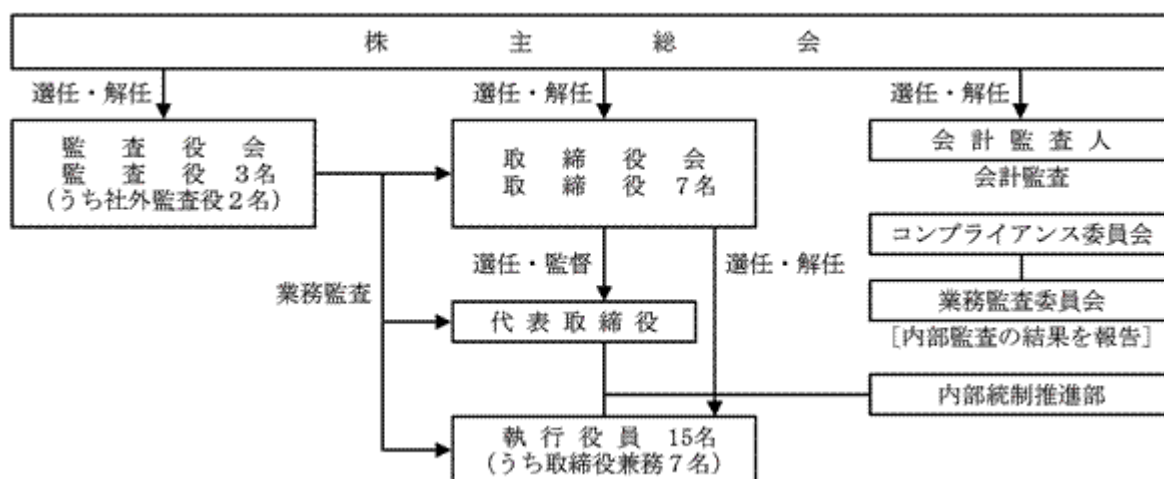 株主総会
選任・解任
選任・解任
選任・解任
監査役会
監査役 3名
(うち社外監査役2名)
取締役会
取締役 7名
会計監査人
会計監査
コンプライアンス委員会
選任・監督
選任・解任
業務監査
業務監査委員会
代表取締役
[内部監査の結果を報告]
内部統制推進部
執行役員 15名
(うち取締役兼務7名)